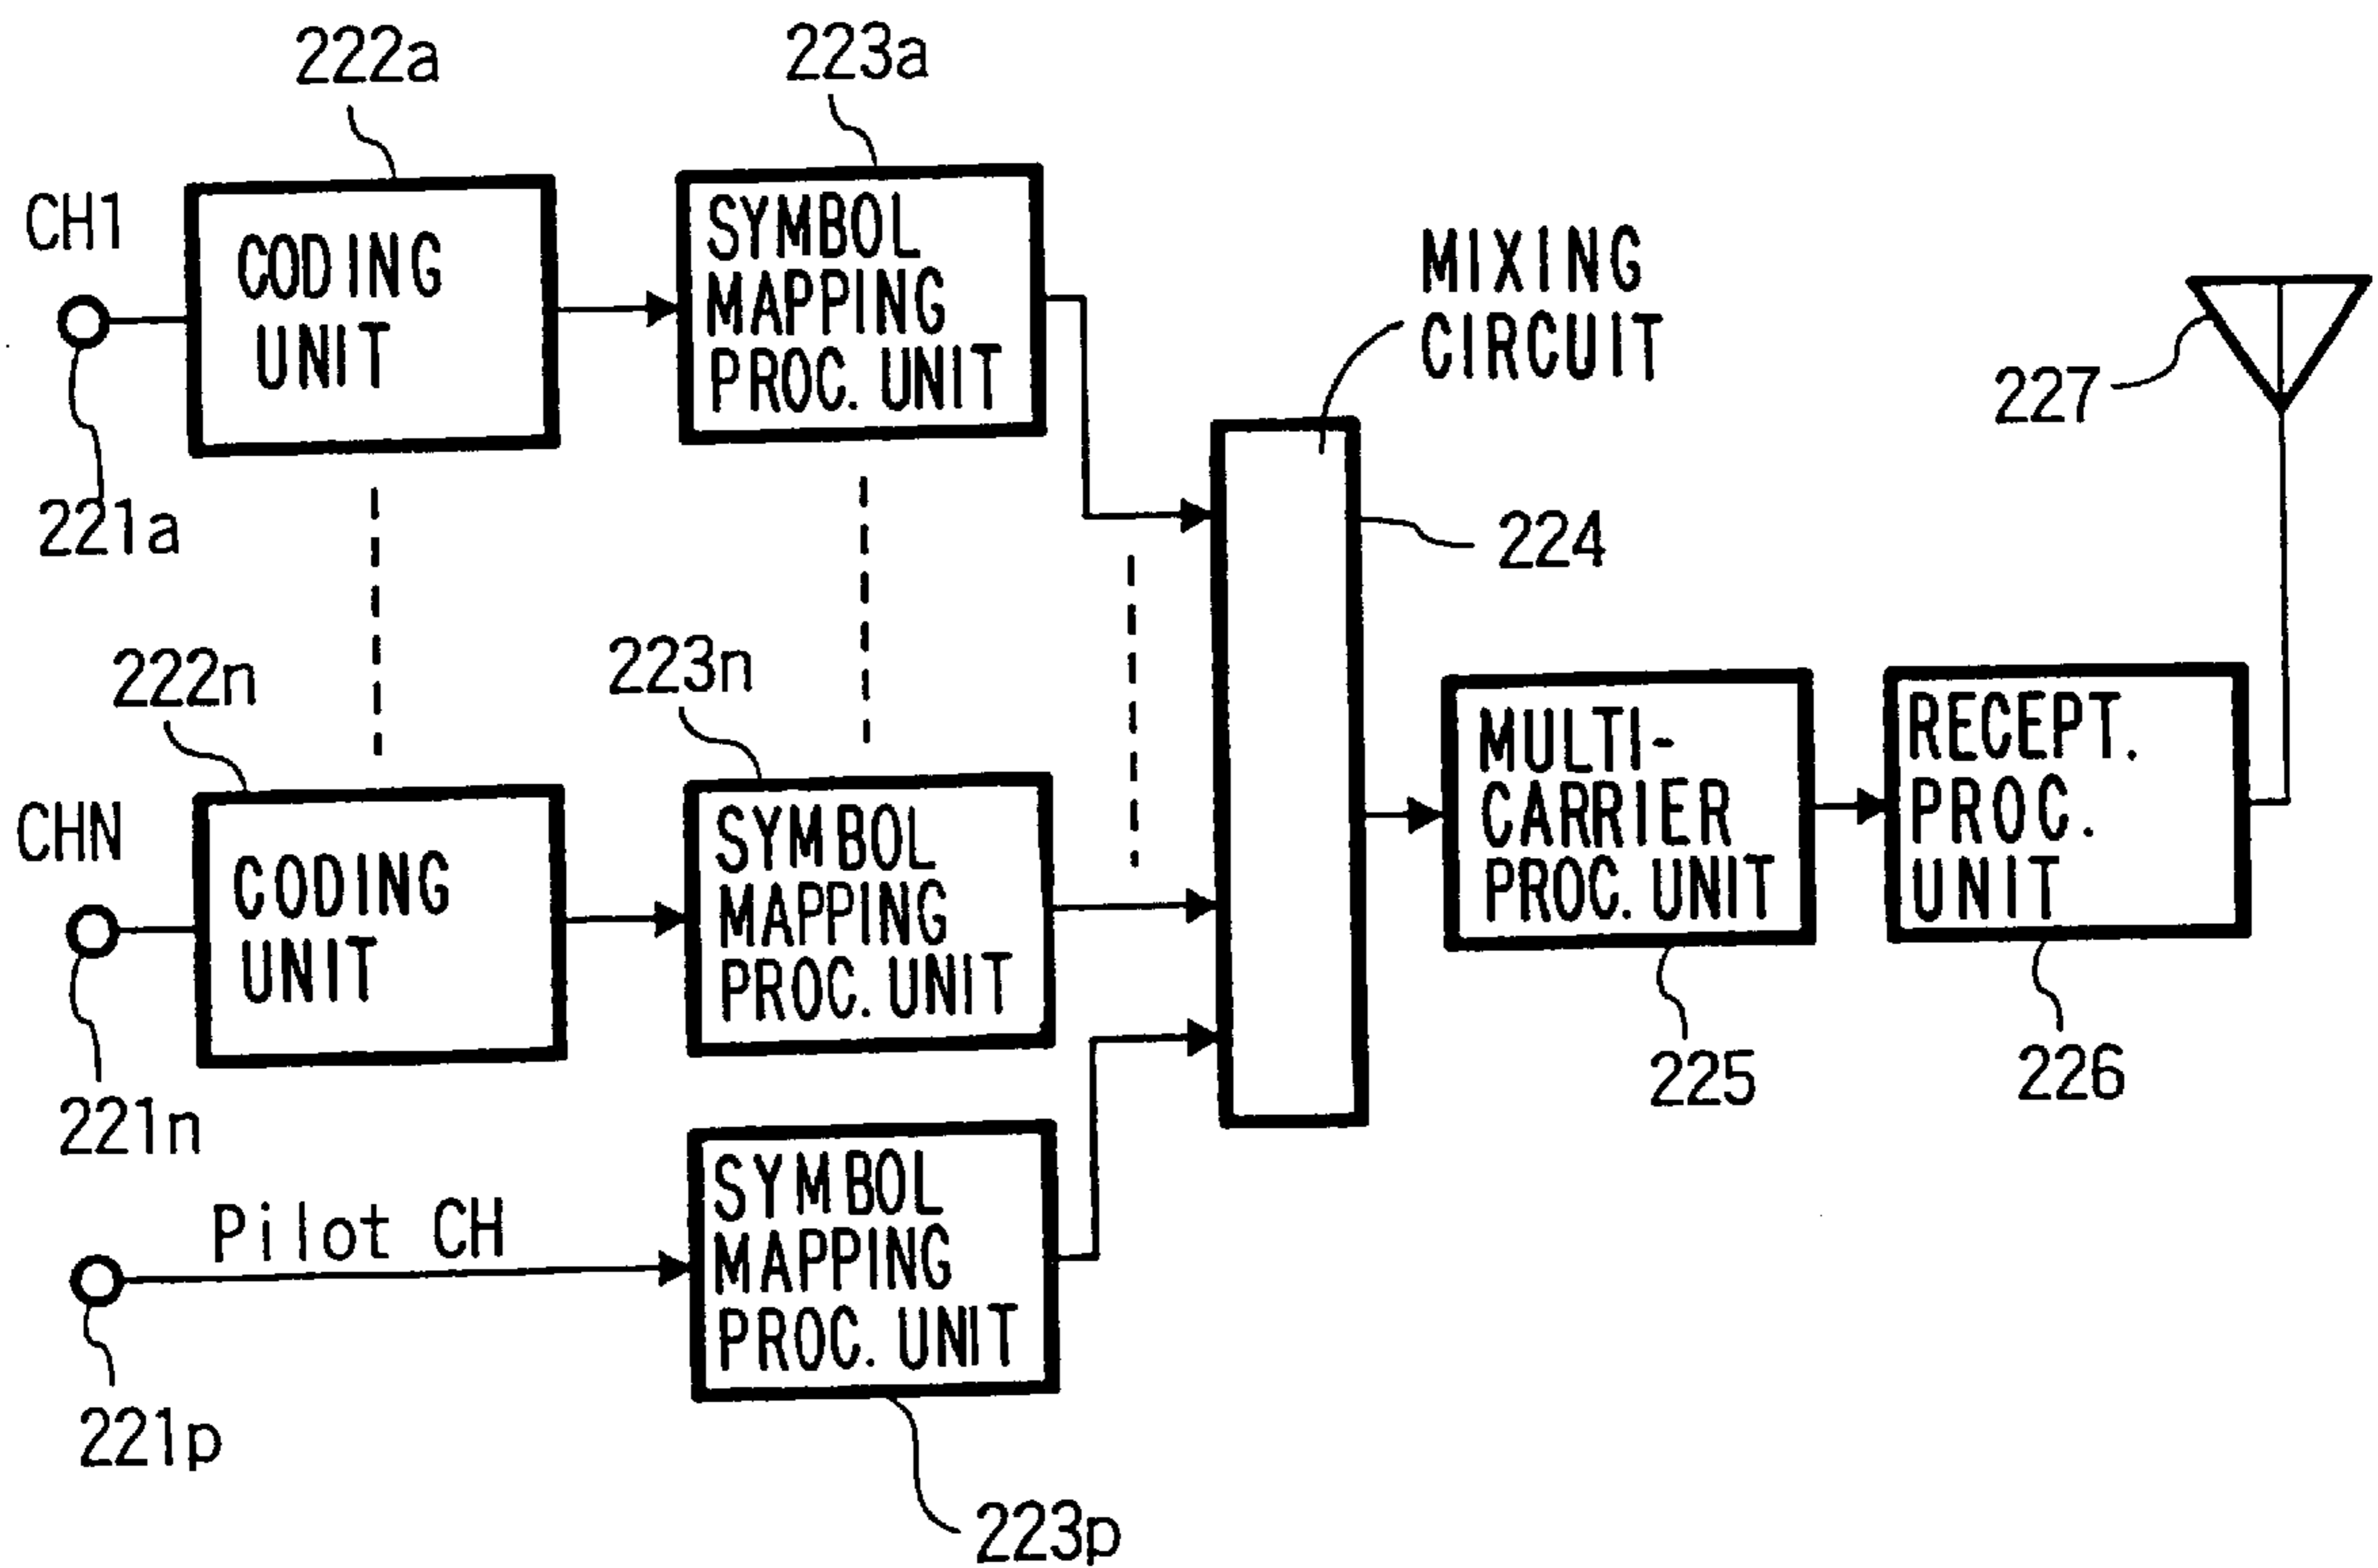 222a
223a
CH1
CODING
UNIT
SYMBOL
MAPPING
PROC. UNIT
MIXING
CIRCUIT
227
221a
224
222n
223n
CHN
CODING
UNIT
SYMBOL
MAPPING
PROC. UNIT
MULTI-
CARRIER
PROC. UNIT
RECEPT.
PROC.
UNIT
225
226
221n
Pilot CH
SYMBOL
MAPPING
PROC. UNIT
221p
223p